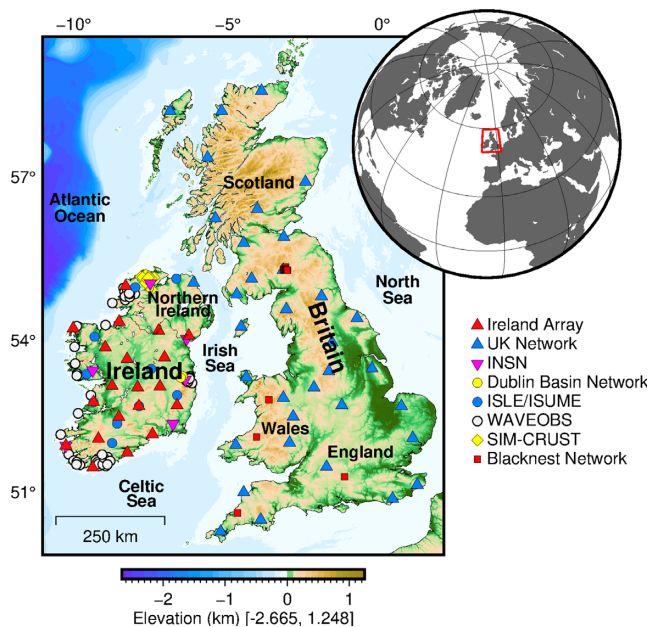 −10° −5° 0°
57°
54°
51°
Atlantic
Ocean
Scotland
North
Sea
Northern
Ireland
Britain
Irish
Sea
Ireland
Wales
England
Celtic
Sea
250 km
Ireland Array
UK Network
INSN
Dublin Basin Network
ISLE/ISUME
WAVEOBS
SIM-CRUST
Blacknest Network
−2 −1 0 1
Elevation (km) [-2.665, 1.248]